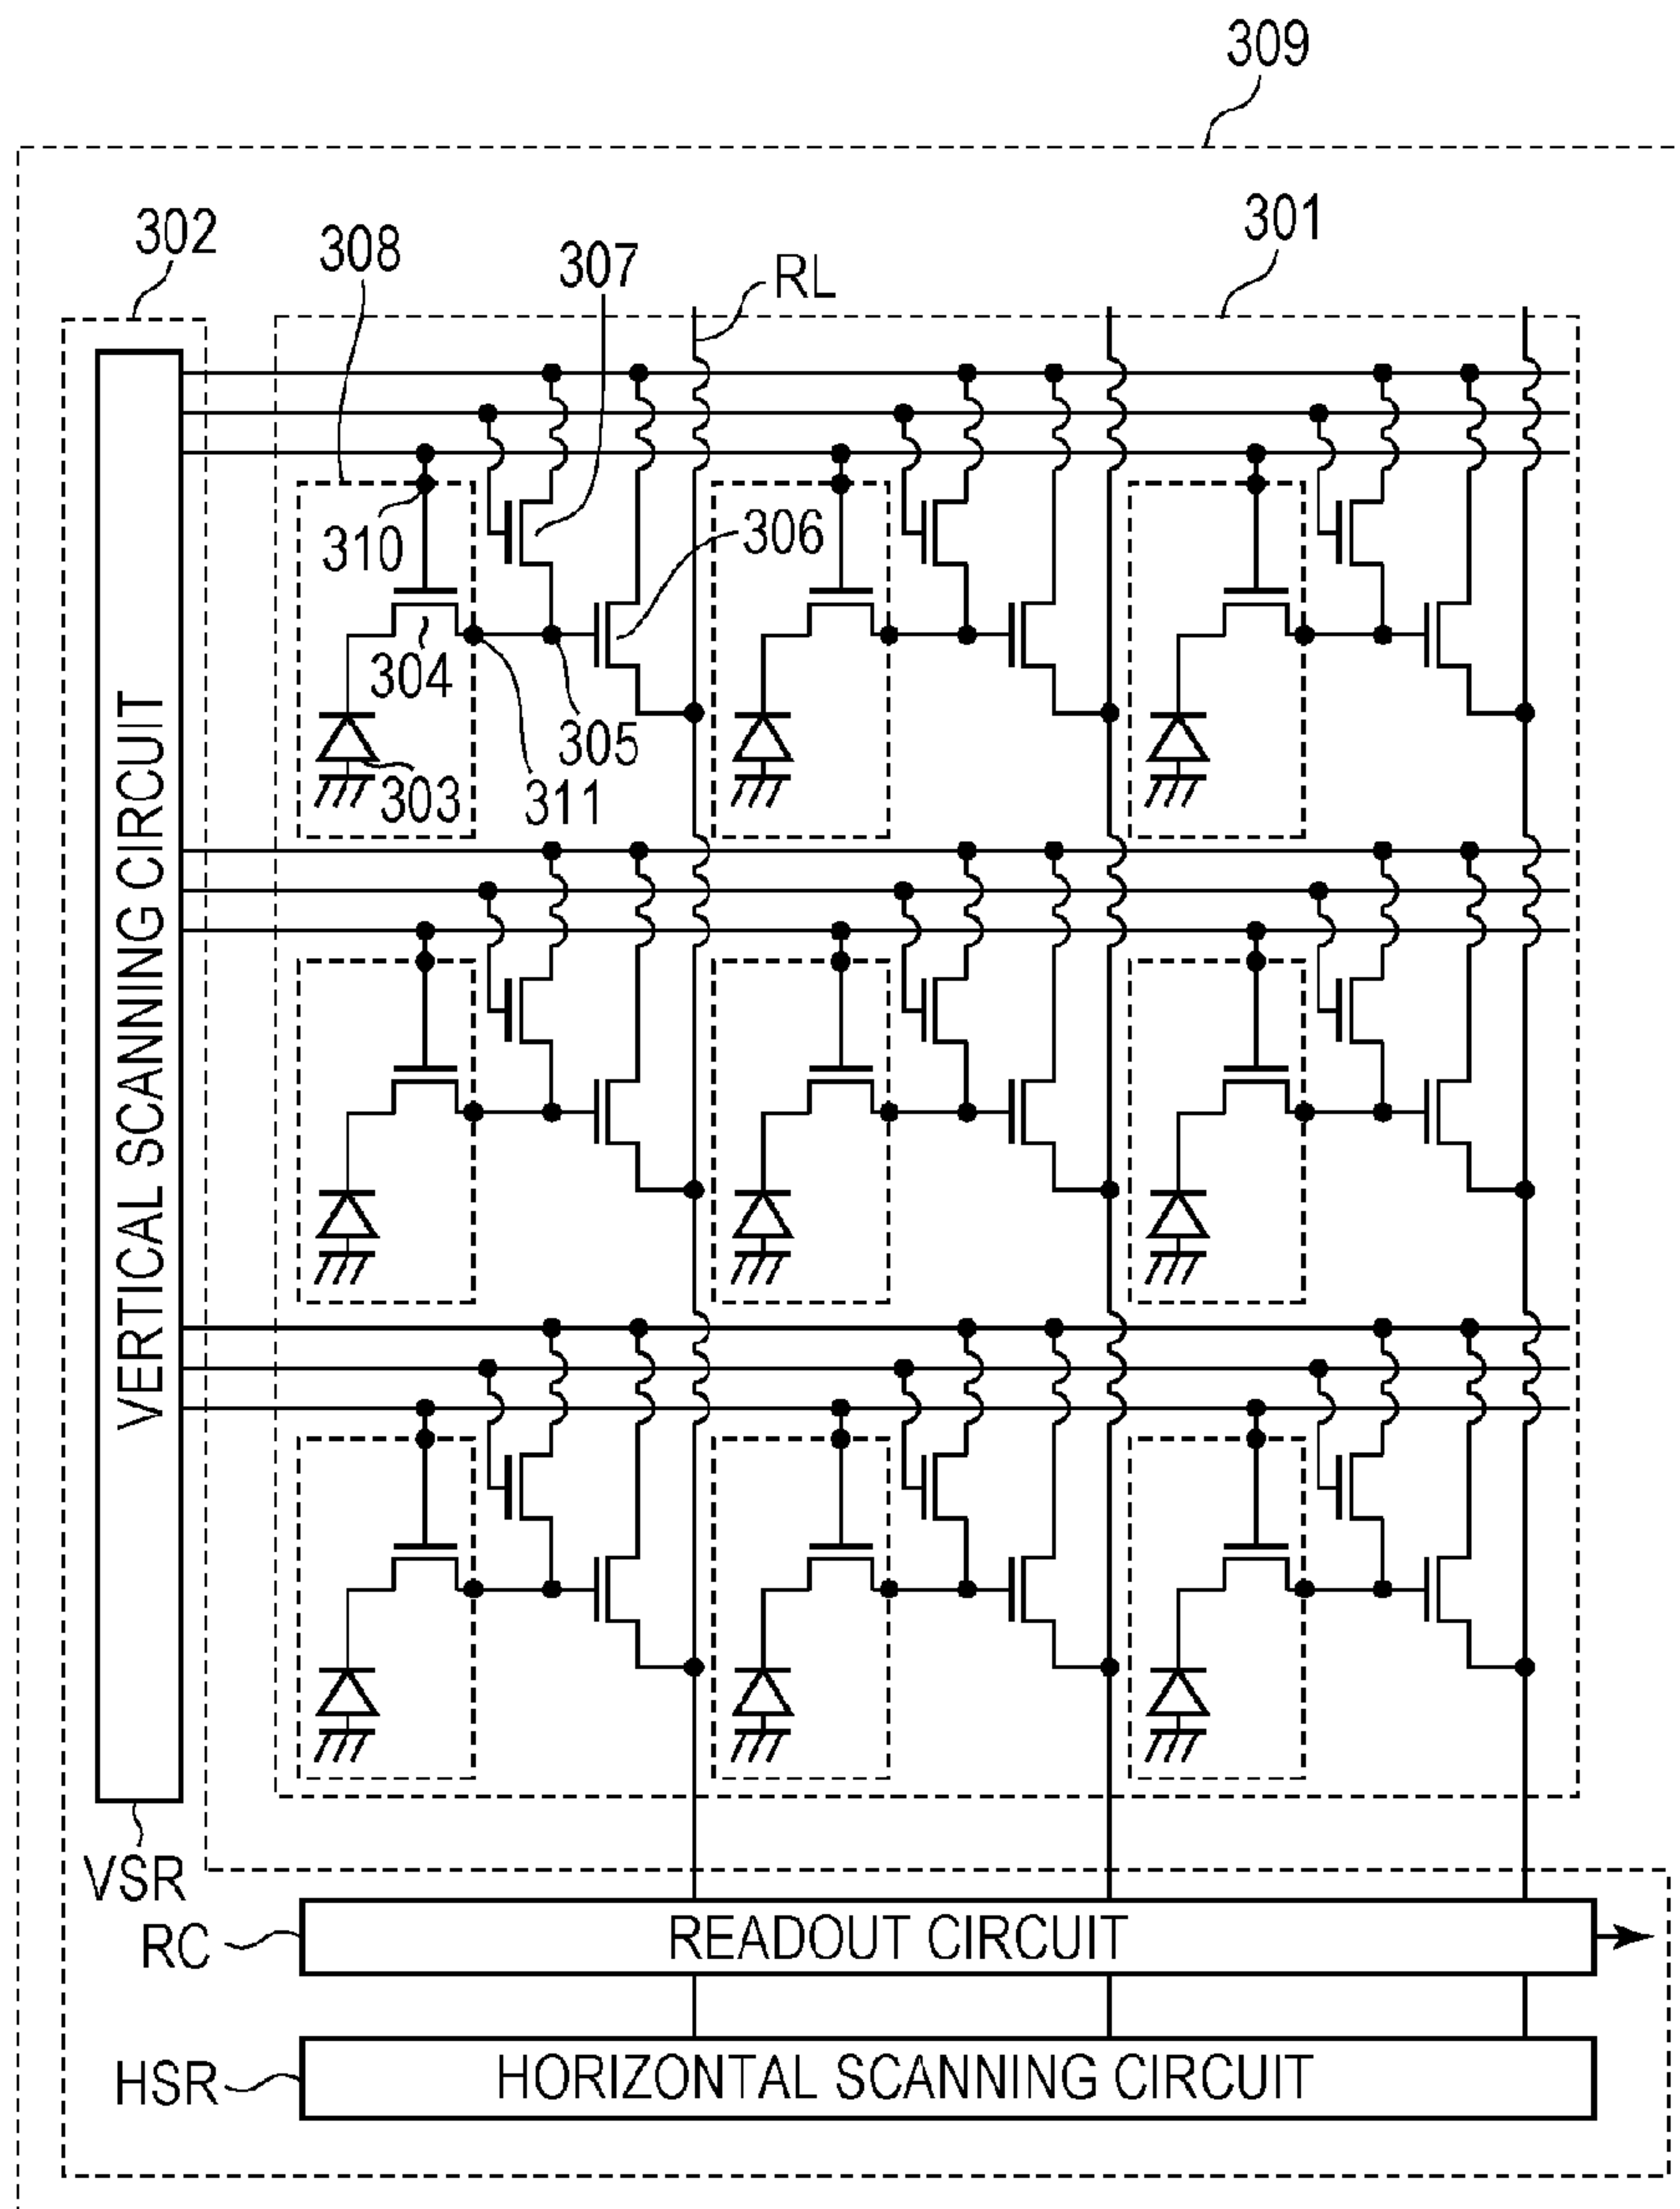 309
301
302
308
307
RL
310
306
304
305
303
311
VERTICAL SCANNING CIRCUIT
VSR
RC
READOUT CIRCUIT
HSR
HORIZONTAL SCANNING CIRCUIT